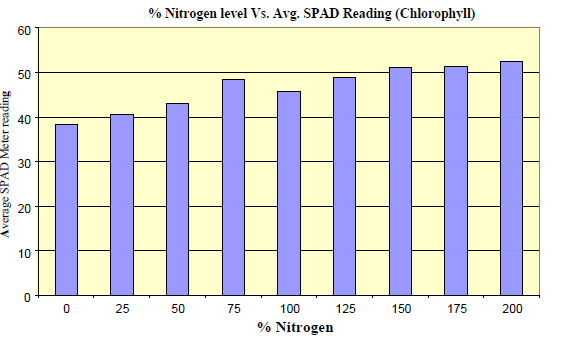 % Nitrogen level Vs. Avg. SPAD Reading (Chlorophyll)
60
50
40
30
20
10
0
Average SPAD Meter reading
0 25 50 75 100 125 150 175 200
% Nitrogen